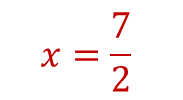 x = 7/2